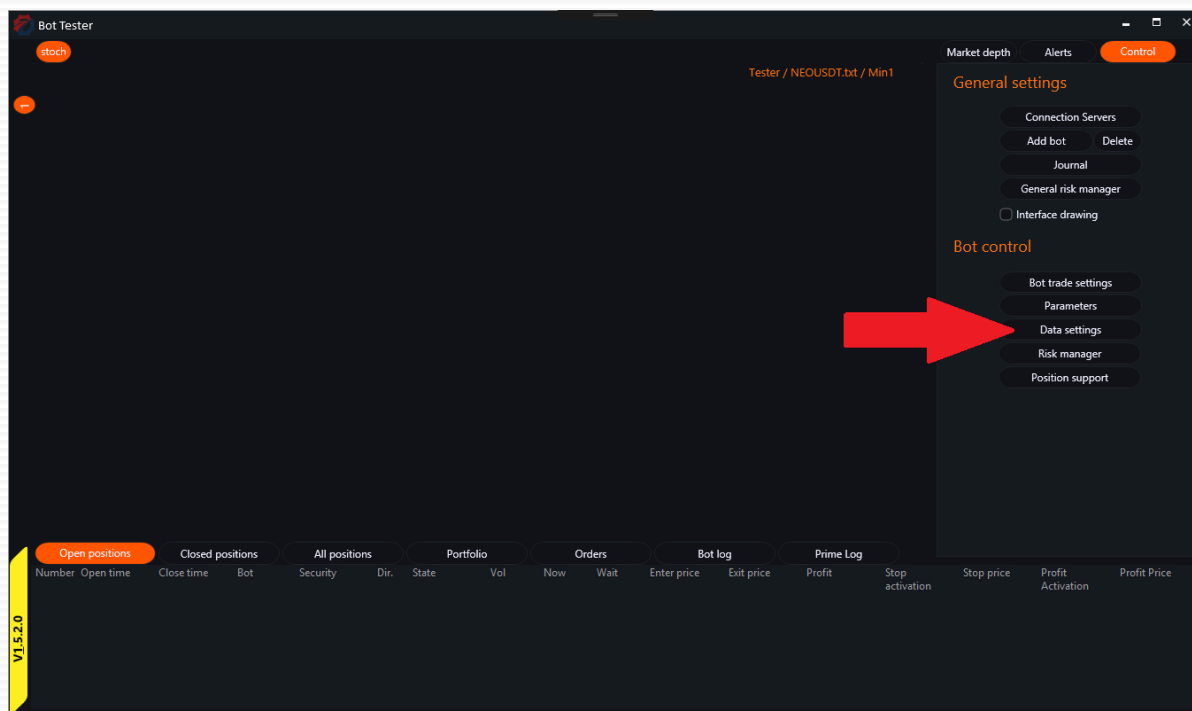 Bot Tester
stoch
Market depth Alerts Control
Tester / NEOUSDT.txt / Min1
1
General settings
Connection Servers
Add bot Delete
Journal
General risk manager
Interface drawing
Bot control
Bot trade settings
Parameters
Data settings
Risk manager
Position support
Open positions Closed positions All positions Portfolio Orders Bot log Prime Log
Number Open time Close time Bot Security Dir. State Vol Now Wait Enter price Exit price Profit Stop activation Stop price Profit Activation Profit Price
V1.5.2.0